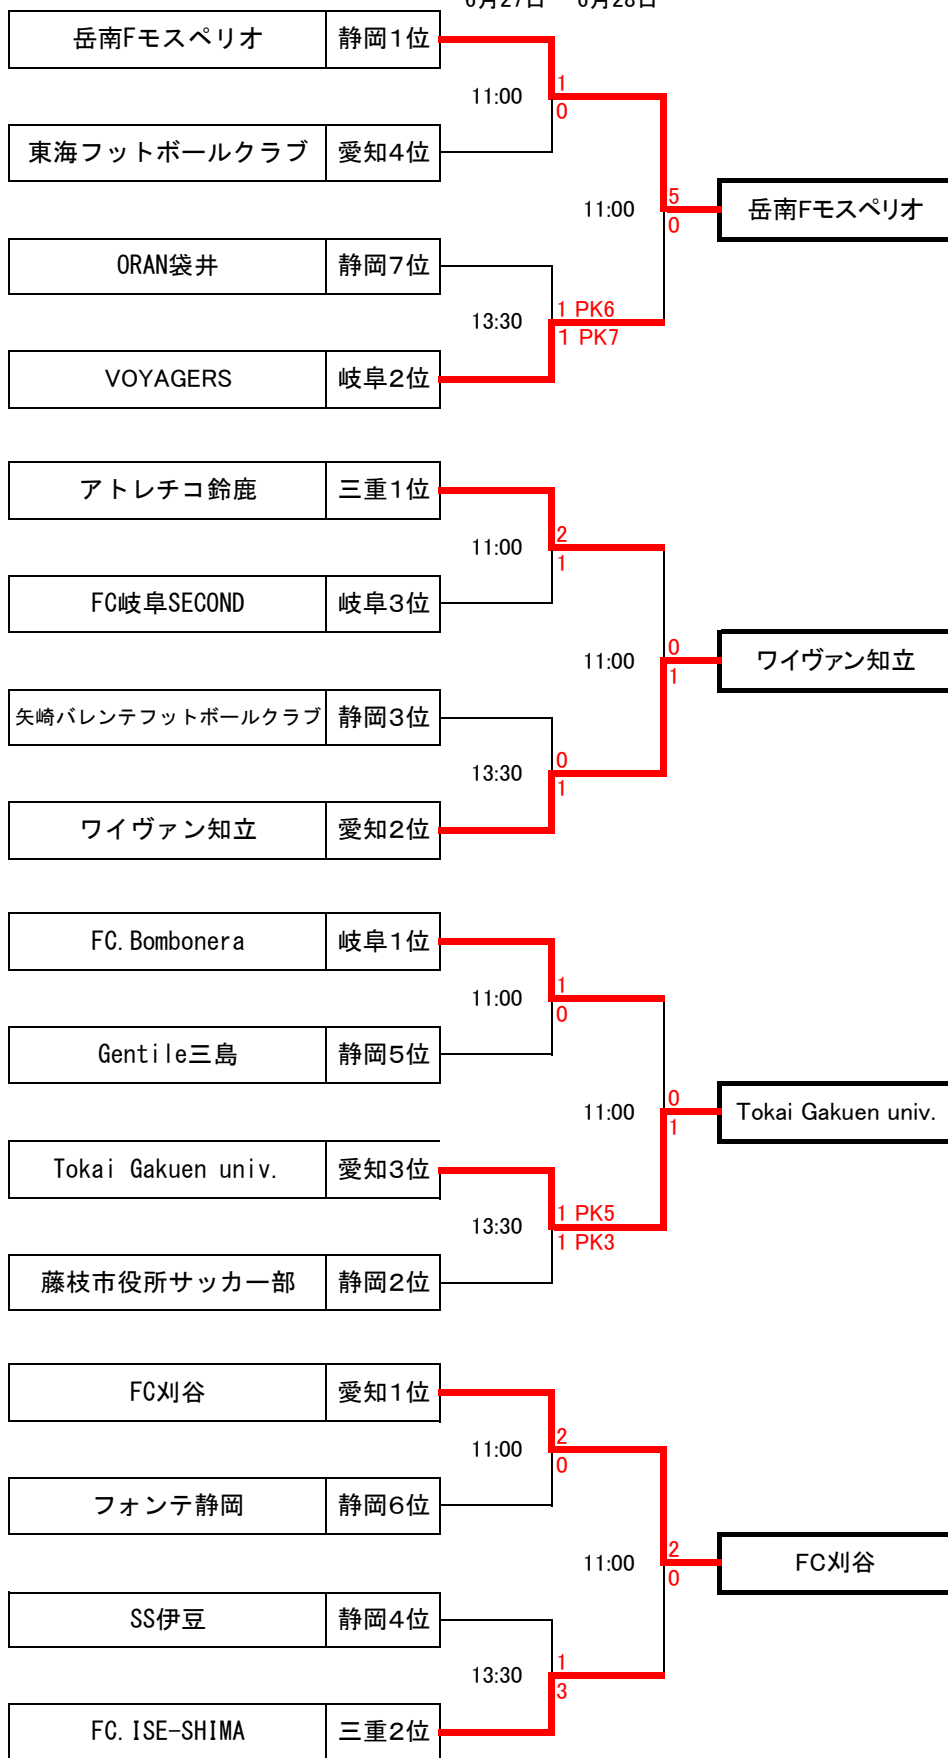 6月27日 6月28日
岳南Fモスペリオ 静岡1位
1
11:00
0
東海フットボールクラブ 愛知4位
5
11:00 岳南Fモスペリオ
0
ORAN袋井 静岡7位
1 PK6
13:30
1 PK7
VOYAGERS 岐阜2位
アトレチコ鈴鹿 三重1位
2
11:00
1
FC岐阜SECOND 岐阜3位
0
11:00 ワイヴァン知立
1
矢崎バレンテフットボールクラブ 静岡3位
0
13:30
1
ワイヴァン知立 愛知2位
FC.Bombonera 岐阜1位
1
11:00
0
Gentile三島 静岡5位
0
11:00 Tokai Gakuen univ.
1
Tokai Gakuen univ. 愛知3位
1 PK5
13:30
1 PK3
藤枝市役所サッカー部 静岡2位
FC刈谷 愛知1位
2
11:00
0
フォンテ静岡 静岡6位
2
11:00 FC刈谷
0
SS伊豆 静岡4位
1
13:30
3
FC.ISE-SHIMA 三重2位